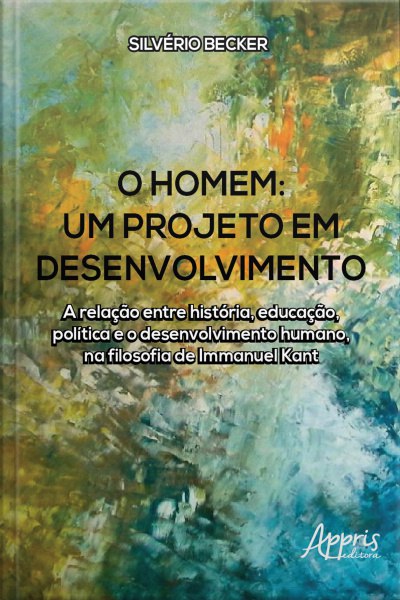 SILVÉRIO BECKER
O HOMEM:
UM PROJETO EM
DESENVOLVIMENTO
A relação entre história, educação,
política e o desenvolvimento humano,
na filosofia de Immanuel Kant
Appris
editora